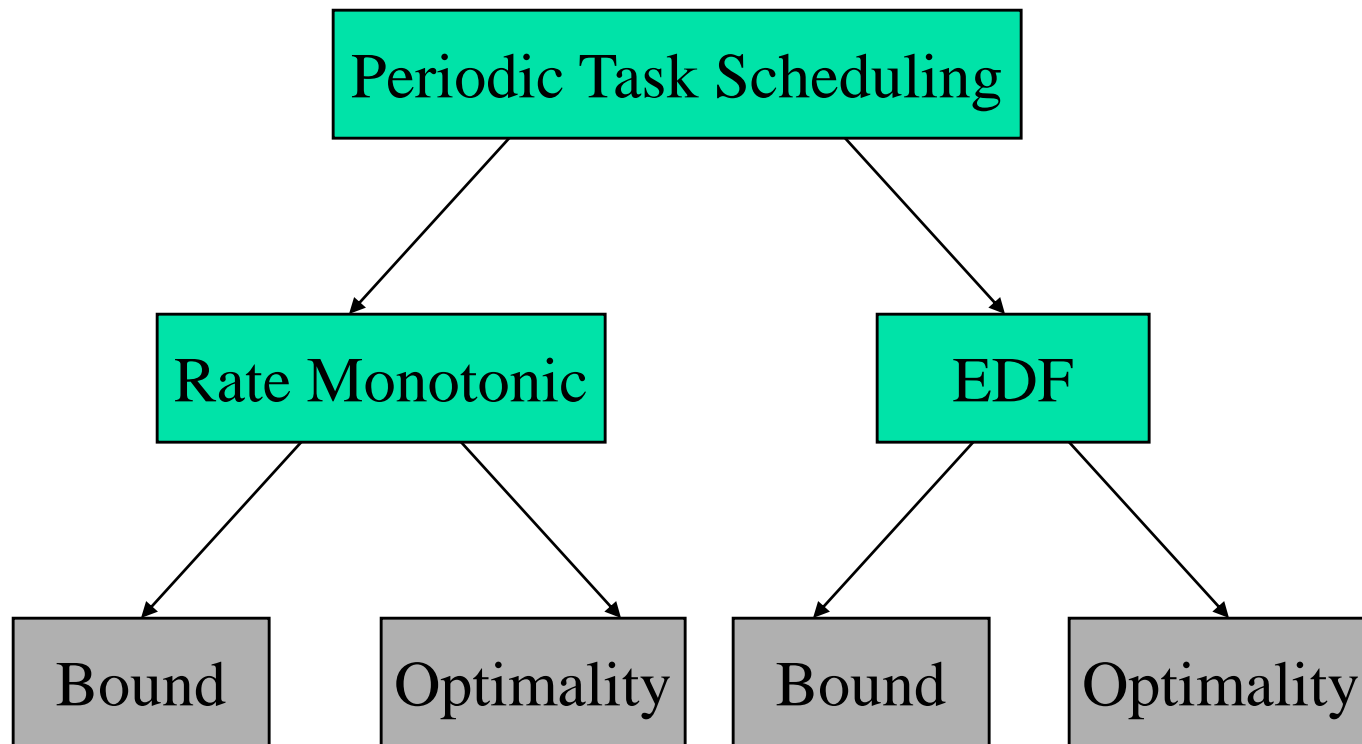 Periodic Task Scheduling
Rate Monotonic
EDF
Bound
Optimality
Bound
Optimality